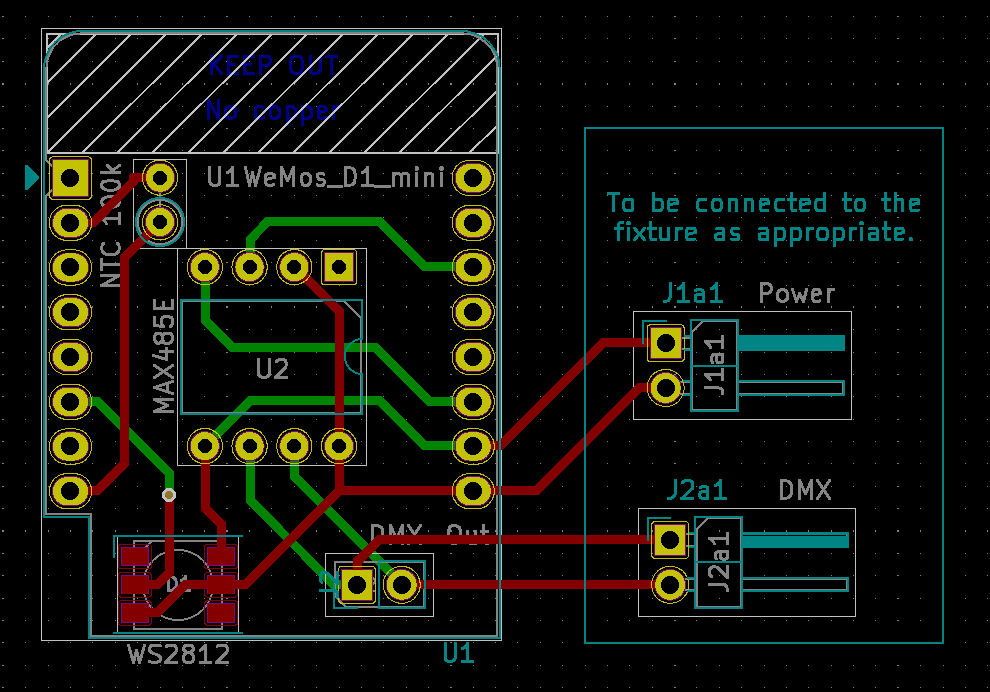 KEEP OUT
No copper
NTC 100k
U1WeMos_D1_mini
To be connected to the
fixture as appropriate.
J1a1 Power
J1a1
MAX485E
U2
J2a1 DMX
DMX Out
J2a1
D1
WS2812
U1